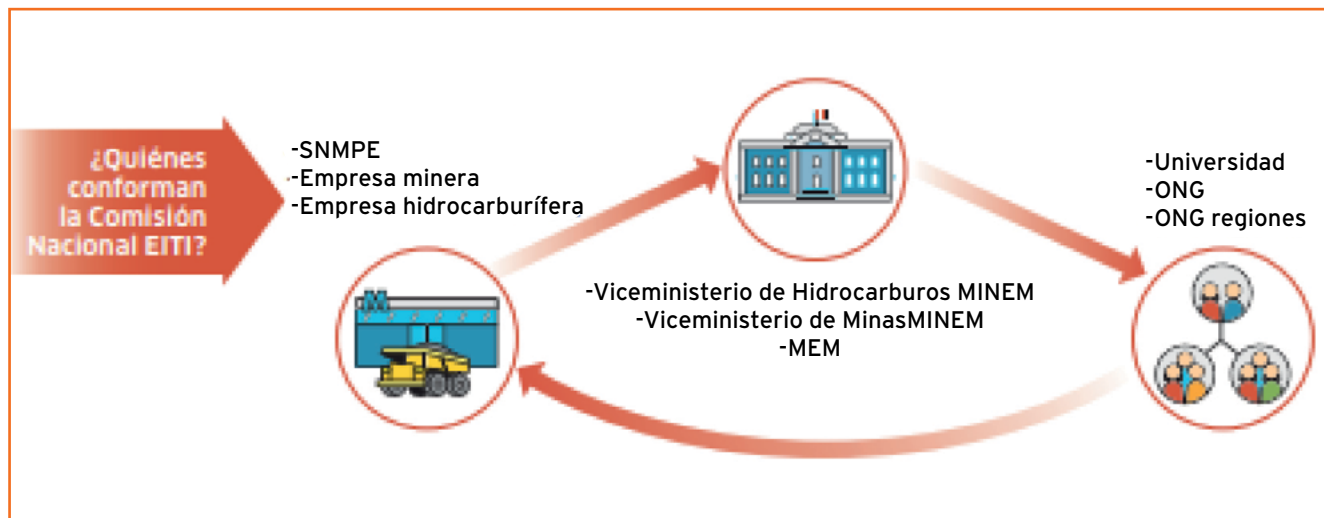 ¿Quiénes
conforman
la Comisión
Nacional EITI?
-SNMPE
-Empresa minera
-Empresa hidrocarburífera
-Viceministerio de Hidrocarburos MINEM
-Viceministerio de MinasMINEM
-MEM
-Universidad
-ONG
-ONG regiones
M